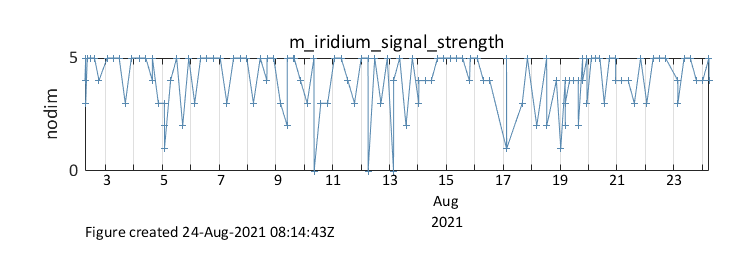 m_iridium_signal_strength
5
nodim
0
3 5 7 9 11 13 15 17 19 21 23
Aug
2021
Figure created 24-Aug-2021 08:14:43Z